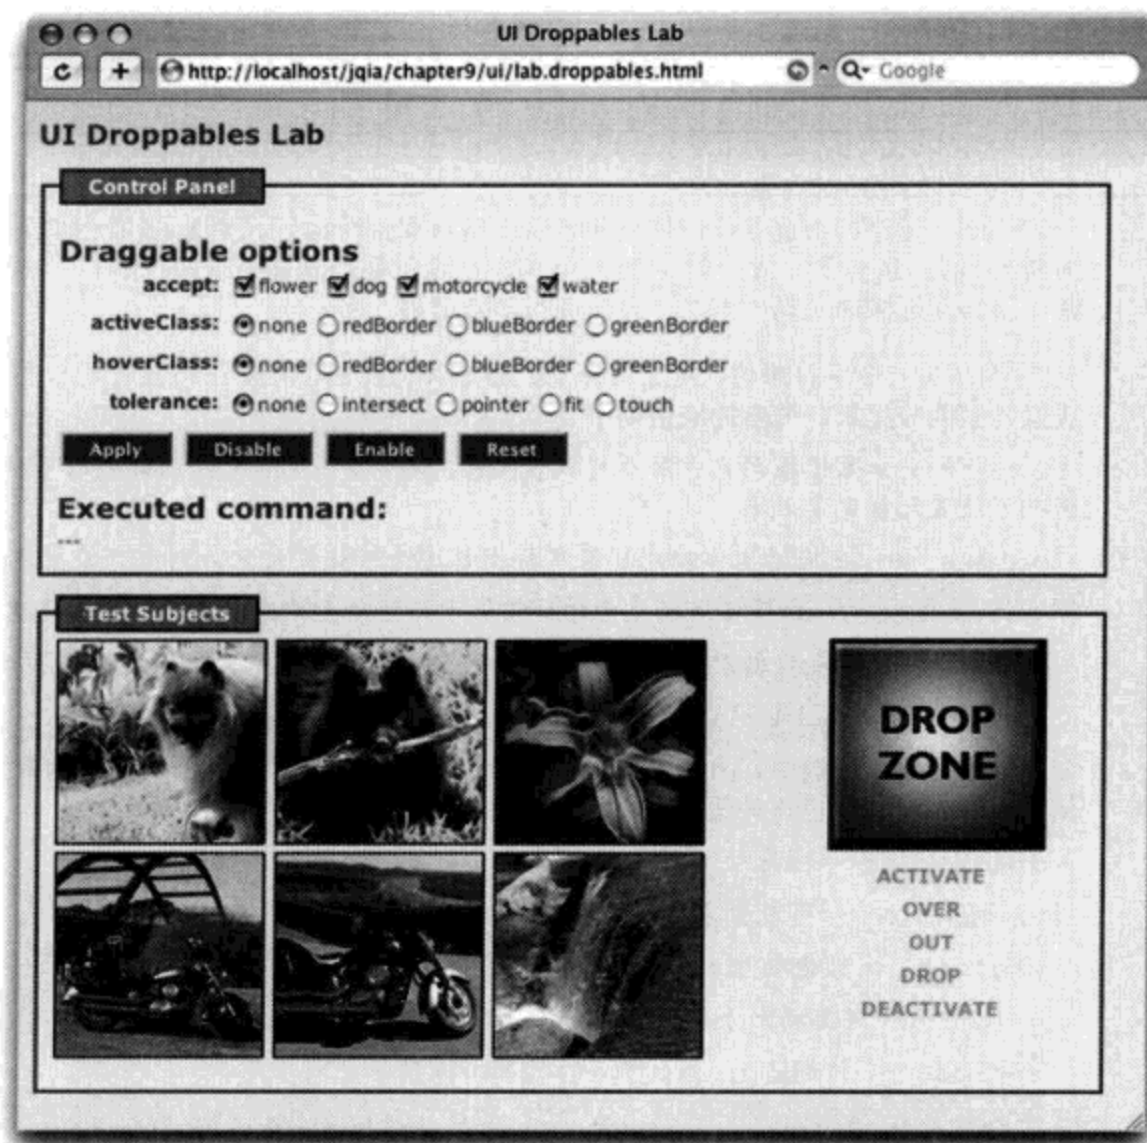 UI Droppables Lab
http://localhost/jqia/chapter9/ui/lab.droppables.html
Google
UI Droppables Lab
Control Panel
Draggable options
accept: flower dog motorcycle water
activeClass: none redBorder blueBorder greenBorder
hoverClass: none redBorder blueBorder greenBorder
tolerance: none intersect pointer fit touch
Apply Disable Enable Reset
Executed command:
---
Test Subjects
DROP
ZONE
ACTIVATE
OVER
OUT
DROP
DEACTIVATE